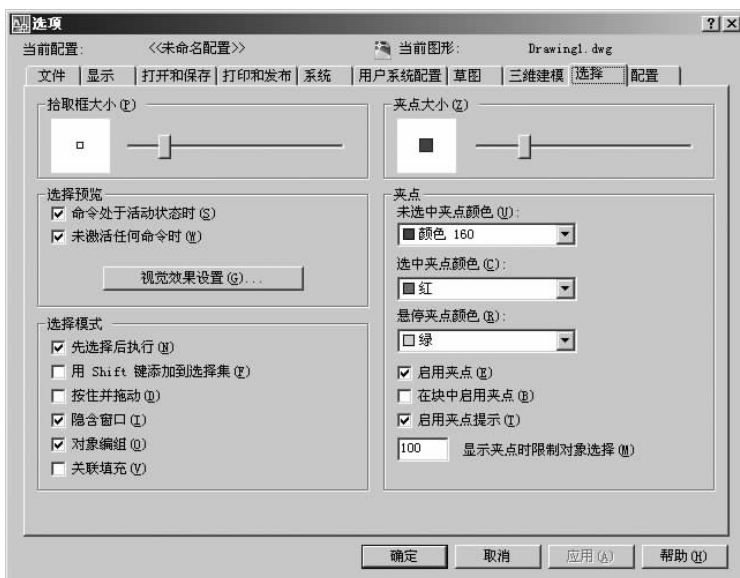 选项
当前配置: <<未命名配置>> 当前图形: Drawing1.dwg
文件 显示 打开和保存 打印和发布 系统 用户系统配置 草图 三维建模 选择 配置
拾取框大小(P)
夹点大小(Z)
选择预览
命令处于活动状态时(S)
未激活任何命令时(W)
视觉效果设置(G)...
选择模式
先选择后执行(N)
用 Shift 键添加到选择集(F)
按住并拖动(D)
隐含窗口(I)
对象编组(O)
关联填充(V)
夹点
未选中夹点颜色(U):
颜色 160
选中夹点颜色(C):
红
悬停夹点颜色(R):
绿
启用夹点(E)
在块中启用夹点(B)
启用夹点提示(T)
100 显示夹点时限制对象选择(M)
确定 取消 应用(A) 帮助(H)